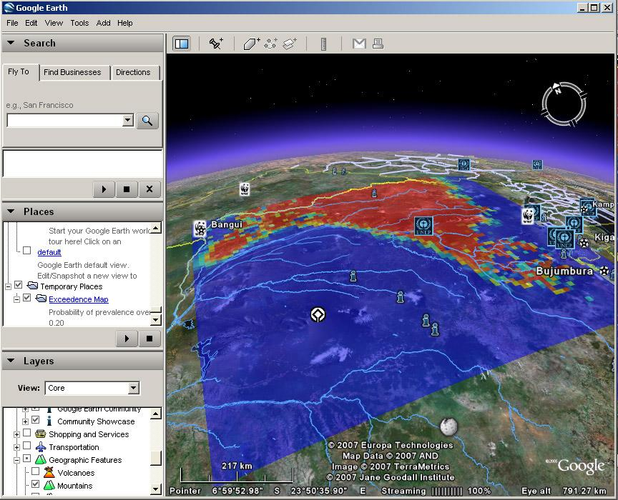 Google Earth
File Edit View Tools Add Help
Search
Fly To Find Businesses Directions
e.g., San Francisco
Places
Start your Google Earth world
tour here! Click on an
default
Google Earth default view.
Edit/Snapshot a new view to
Temporary Places
Exceedence Map
Probability of prevalence over
0.20
Layers
View: Core
Google Earth Community
Community Showcase
Shopping and Services
Transportation
Geographic Features
Volcanoes
Mountains
N
Bangui
Kamp
Kiga
Bujumbura
© 2007 Europa Technologies
Map Data © 2007 AND
Image © 2007 TerraMetrics
© 2007 Jane Goodall Institute
217 km
Google
Pointer 6°59'52.98" S 23°50'35.90" E Streaming 100% Eye alt 791.27 km